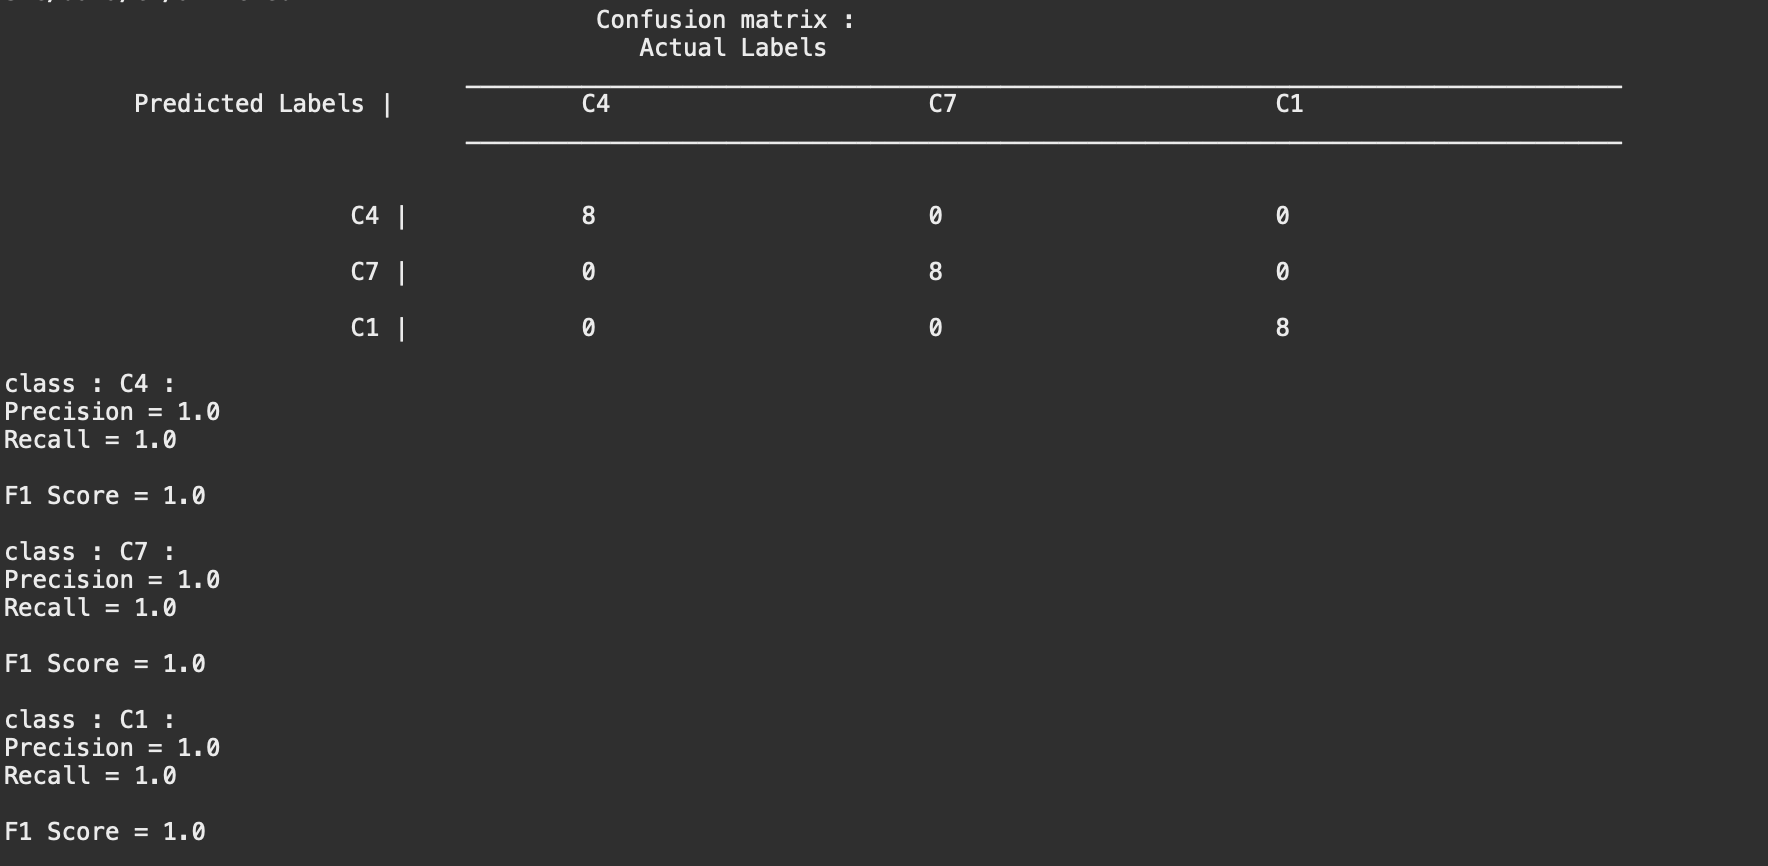 Confusion matrix :
Actual Labels
Predicted Labels | C4 C7 C1
C4 | 8 0 0
C7 | 0 8 0
C1 | 0 0 8
class : C4 :
Precision = 1.0
Recall = 1.0
F1 Score = 1.0
class : C7 :
Precision = 1.0
Recall = 1.0
F1 Score = 1.0
class : C1 :
Precision = 1.0
Recall = 1.0
F1 Score = 1.0